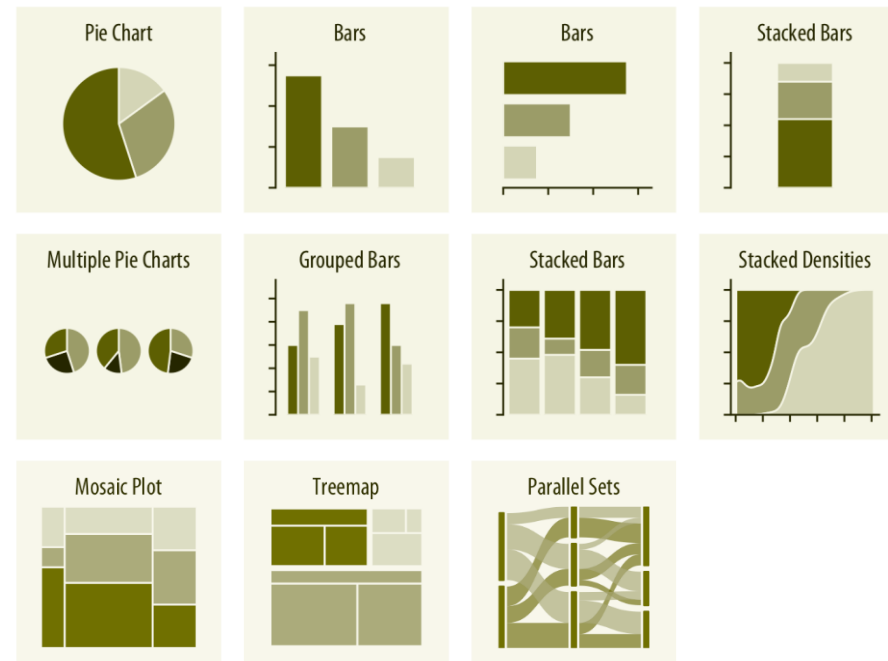 Pie Chart
Bars
Bars
Stacked Bars
Multiple Pie Charts
Grouped Bars
Stacked Bars
Stacked Densities
Mosaic Plot
Treemap
Parallel Sets